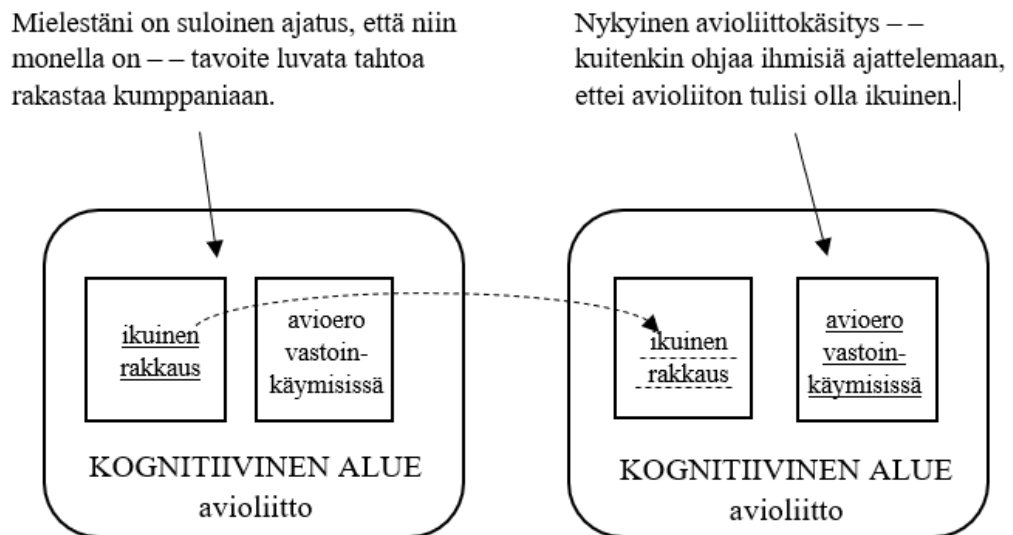 Mielestäni on suloinen ajatus, että niin
monella on – – tavoite luvata tahtoa
rakastaa kumppaniaan.
Nykyinen avioliittokäsitys – –
kuitenkin ohjaa ihmisiä ajattelemaan,
ettei avioliiton tulisi olla ikuinen.
ikuinen
rakkaus
avioero
vastoin-
käymisissä
KOGNITIIVINEN ALUE
avioliitto
ikuinen
rakkaus
avioero
vastoin-
käymisissä
KOGNITIIVINEN ALUE
avioliitto